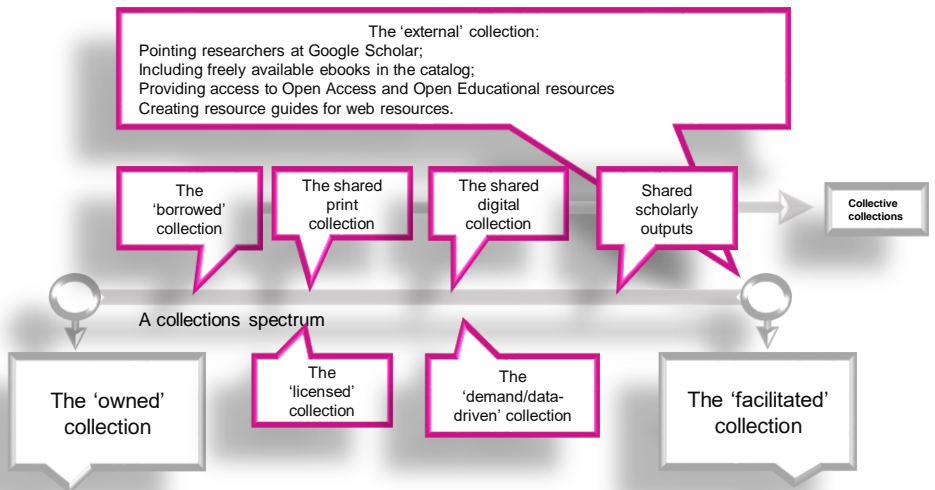 The ‘external’ collection:
Pointing researchers at Google Scholar;
Including freely available ebooks in the catalog;
Providing access to Open Access and Open Educational resources
Creating resource guides for web resources.
The
‘borrowed’
collection
The shared
print
collection
The shared
digital
collection
Shared
scholarly
outputs
Collective
collections
A collections spectrum
The ‘owned’
collection
The
‘licensed’
collection
The
‘demand/data-
driven’ collection
The ‘facilitated’
collection